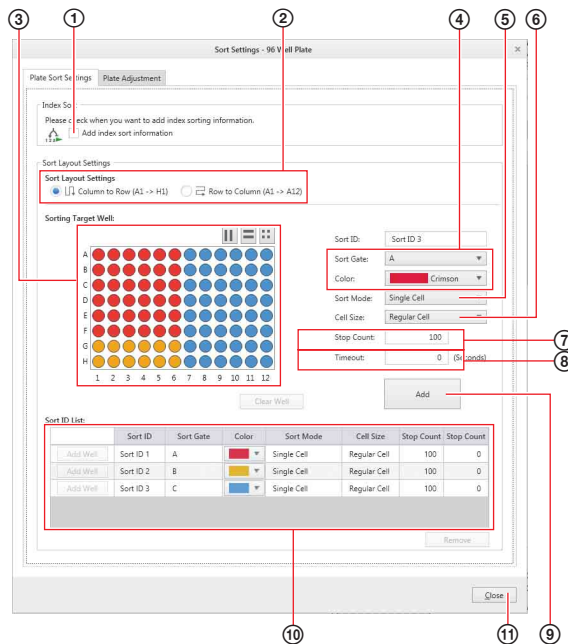 ③ ① ② ④ ⑤ ⑥
Sort Settings - 96 Well Plate
Plate Sort Settings Plate Adjustment
Index So
Please check when you want to add index sorting information.
1 2 3 Add index sort information
Sort Layout Settings
Sort Layout Settings
Column to Row (A1 -> H1) Row to Column (A1 -> A12)
Sorting Target Well:
Sort ID: Sort ID 3
Sort Gate: A
Color: Crimson
Sort Mode: Single Cell
Cell Size: Regular Cell
Stop Count: 100 ⑦
Timeout: 0 (Seconds) ⑧
A
B
C
D
E
F
G
H
1 2 3 4 5 6 7 8 9 10 11 12
Clear Well
Add
Sort ID List:
Sort ID Sort Gate Color Sort Mode Cell Size Stop Count Stop Count
Add Well Sort ID 1 A Single Cell Regular Cell 100 0
Add Well Sort ID 2 B Single Cell Regular Cell 100 0
Add Well Sort ID 3 C Single Cell Regular Cell 100 0
Remove
Close
⑩ ⑪ ⑨